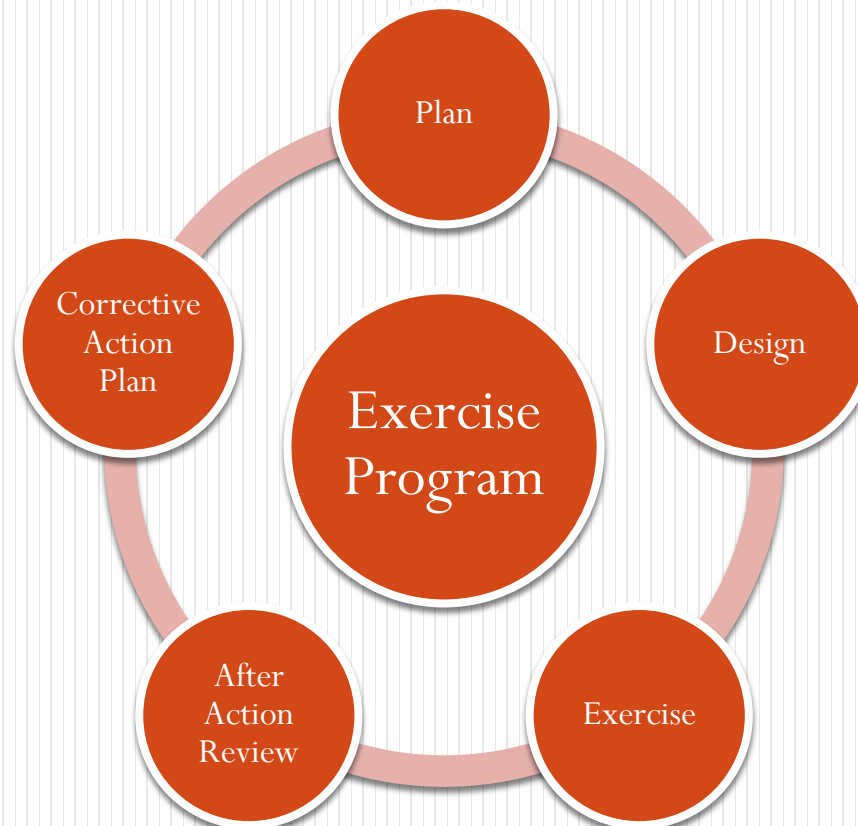 Plan
Design
Exercise
After
Action
Review
Corrective
Action
Plan
Exercise
Program